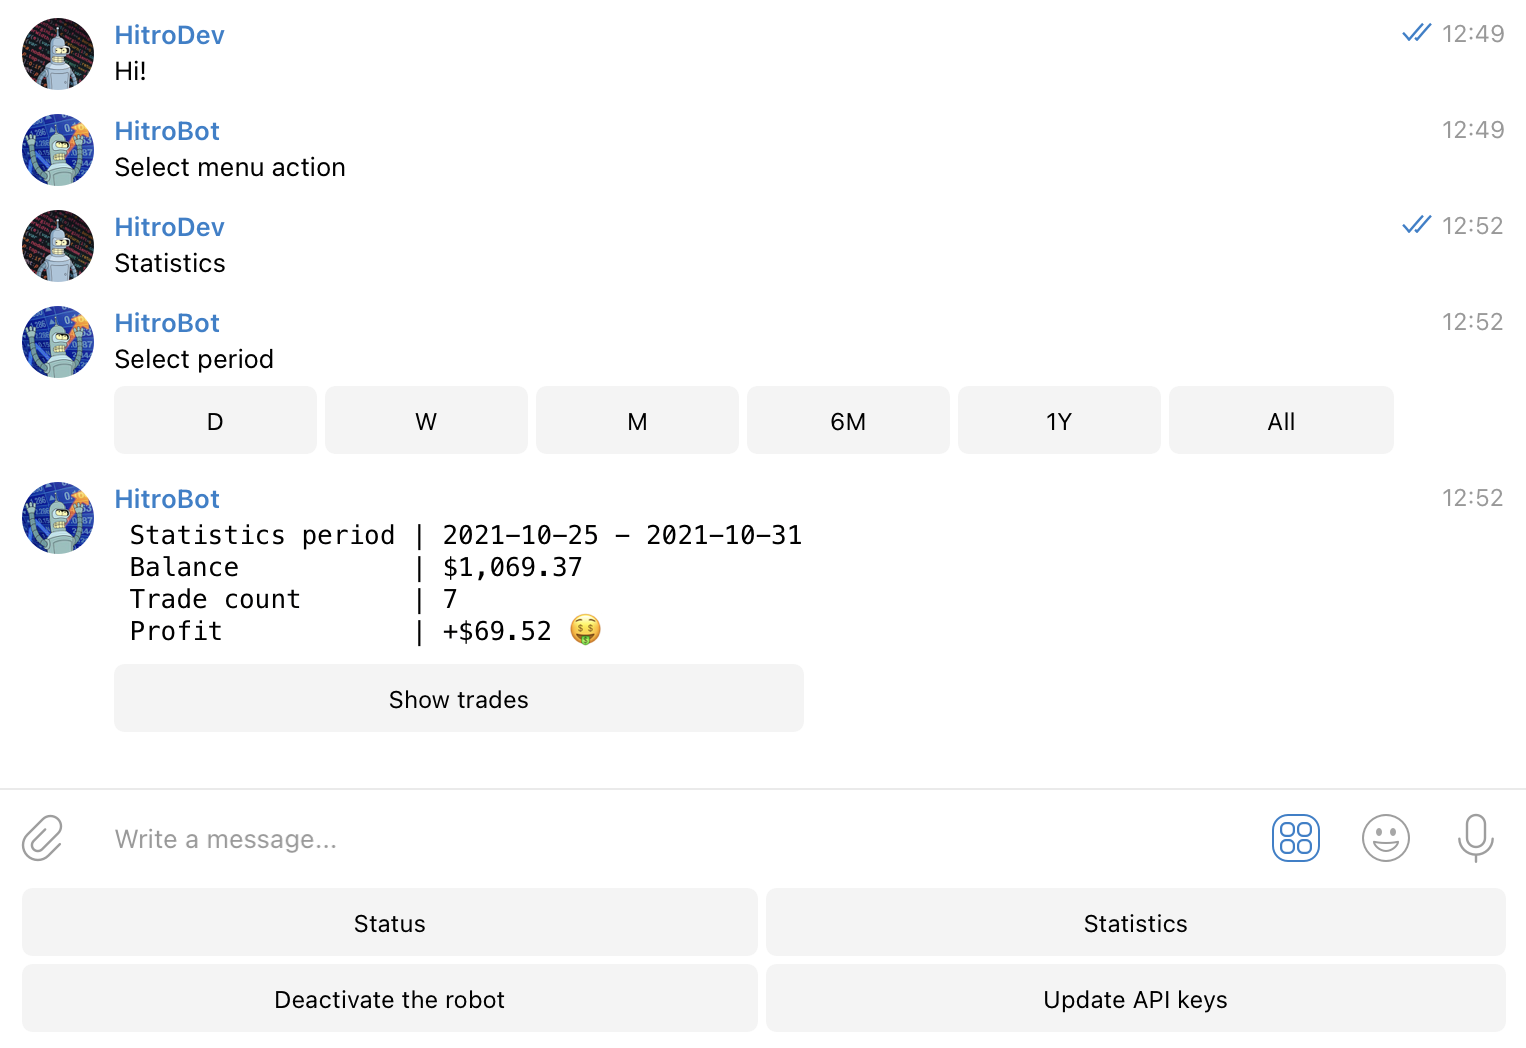 HitroDev
12:49
Hi!
HitroBot
12:49
Select menu action
HitroDev
12:52
Statistics
HitroBot
12:52
Select period
D W M 6M 1Y All
HitroBot
12:52
Statistics period | 2021-10-25 - 2021-10-31
Balance | $1,069.37
Trade count | 7
Profit | +$69.52 🤑
Show trades
Write a message...
Status Statistics
Deactivate the robot Update API keys